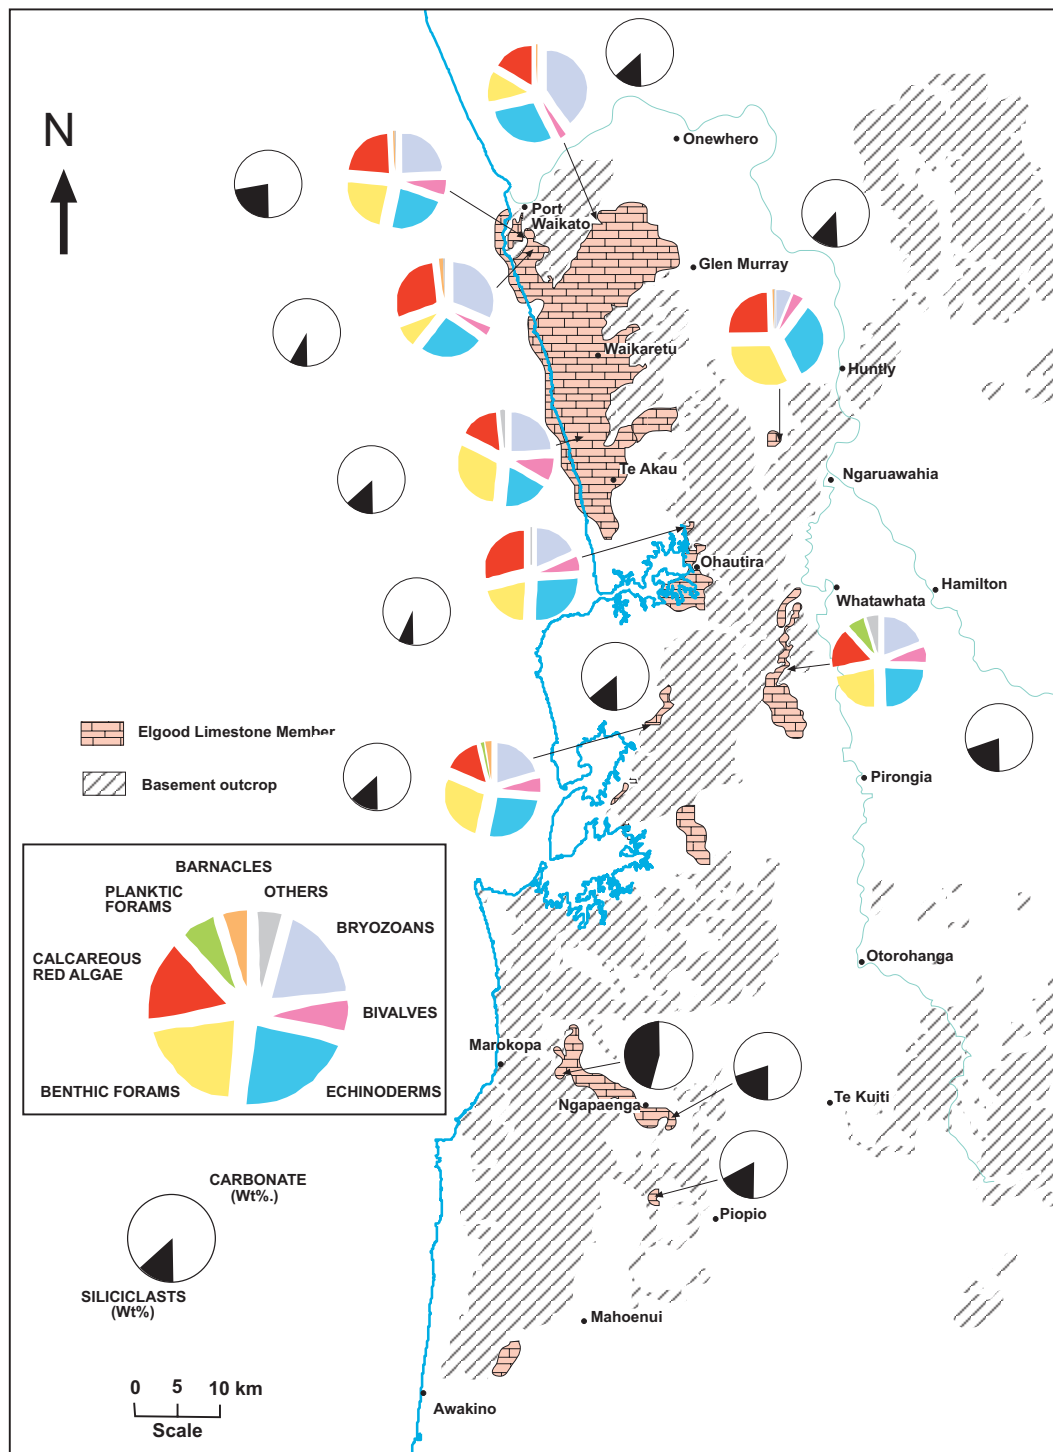 N
Onewhero
Port
Waikato
Glen Murray
Waikaretu
Huntly
Te Akau
Ngaruawahia
Ohautira
Whatawhata
Hamilton
Elgood Limestone Member
Basement outcrop
Pirongia
BARNACLES
PLANKTIC
FORAMS
OTHERS
BRYOZOANS
CALCAREOUS
RED ALGAE
BIVALVES
BENTHIC FORAMS
ECHINODERMS
Otorohanga
Marokopa
Ngapaenga
Te Kuiti
CARBONATE
(Wt%.)
Piopio
SILICICLASTS
(Wt%)
Mahoenui
0 5 10 km
Scale
Awakino